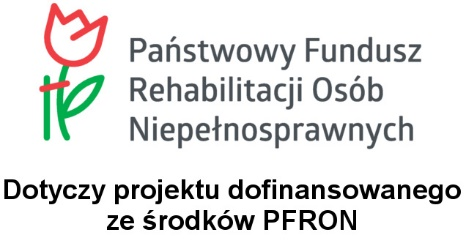 Państwowy Fundusz
Rehabilitacji Osób
Niepełnosprawnych
Dotyczy projektu dofinansowanego
ze środków PFRON